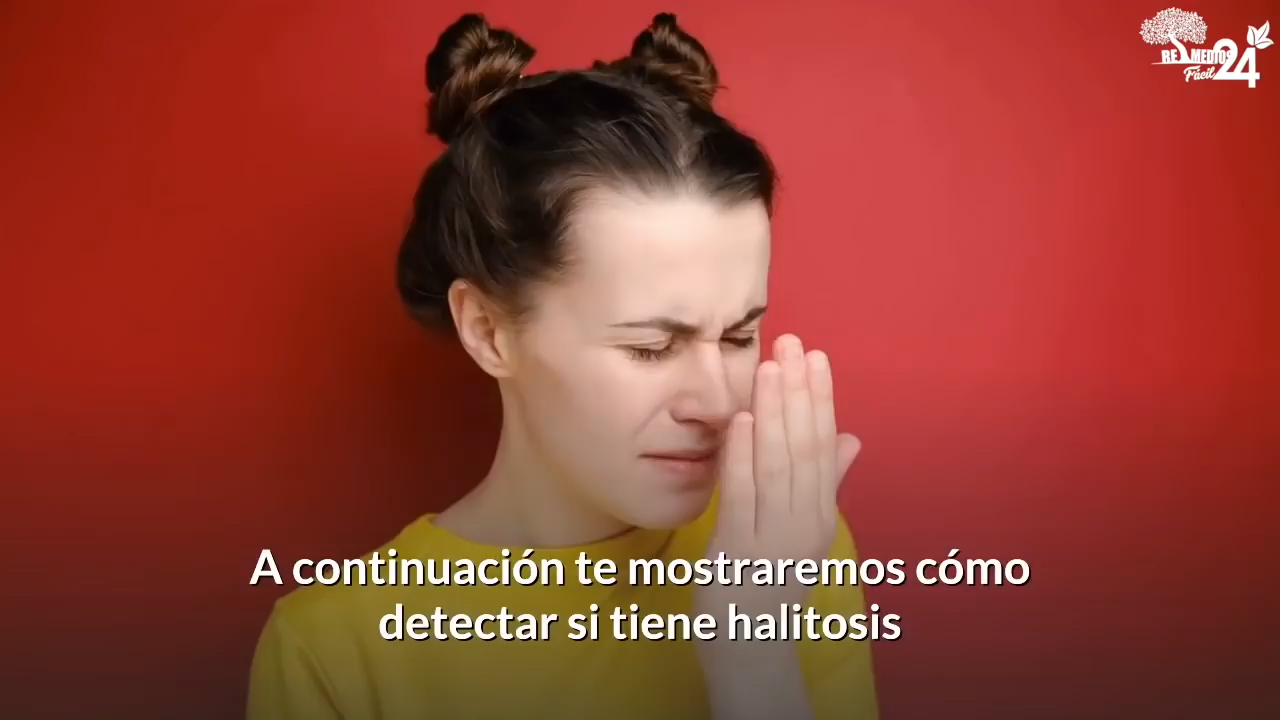 REMEDIOS
Fácil 24
A continuación te mostraremos cómo
detectar si tiene halitosis